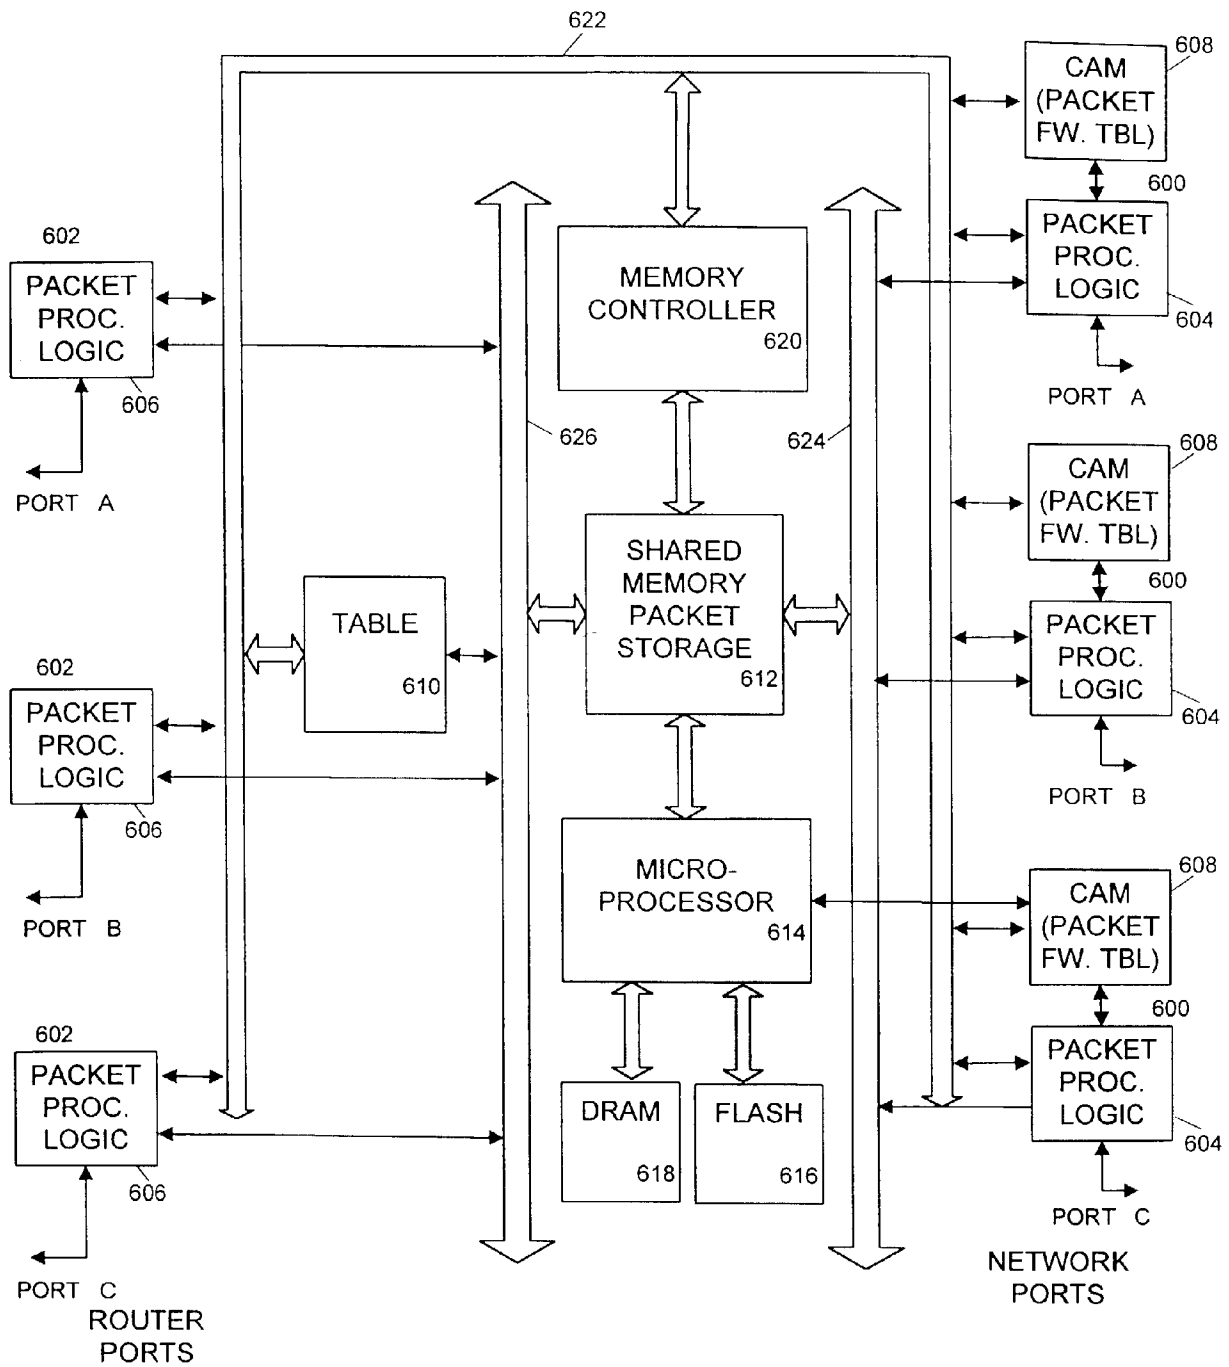 622
CAM
(PACKET
FW. TBL)
608
600
PACKET
PROC.
LOGIC
604
PORT A
602
PACKET
PROC.
LOGIC
606
PORT A
MEMORY
CONTROLLER
620
626
624
CAM
(PACKET
FW. TBL)
608
600
PACKET
PROC.
LOGIC
604
PORT B
SHARED
MEMORY
PACKET
STORAGE
612
TABLE
610
602
PACKET
PROC.
LOGIC
606
PORT B
MICRO-
PROCESSOR
614
CAM
(PACKET
FW. TBL)
608
600
PACKET
PROC.
LOGIC
604
PORT C
602
PACKET
PROC.
LOGIC
606
PORT C
DRAM
618
FLASH
616
NETWORK
PORTS
ROUTER
PORTS